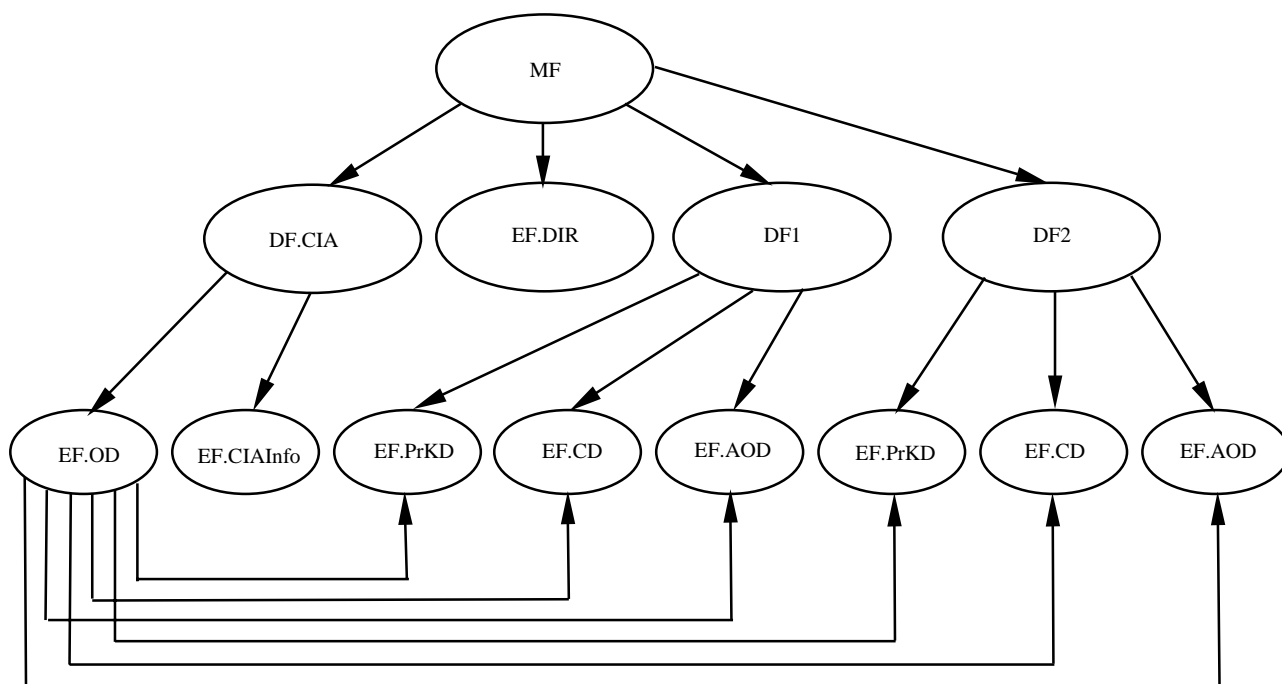 MF
DF.CIA
EF.DIR
DF1
DF2
EF.OD
EF.CIAInfo
EF.PrKD
EF.CD
EF.AOD
EF.PrKD
EF.CD
EF.AOD